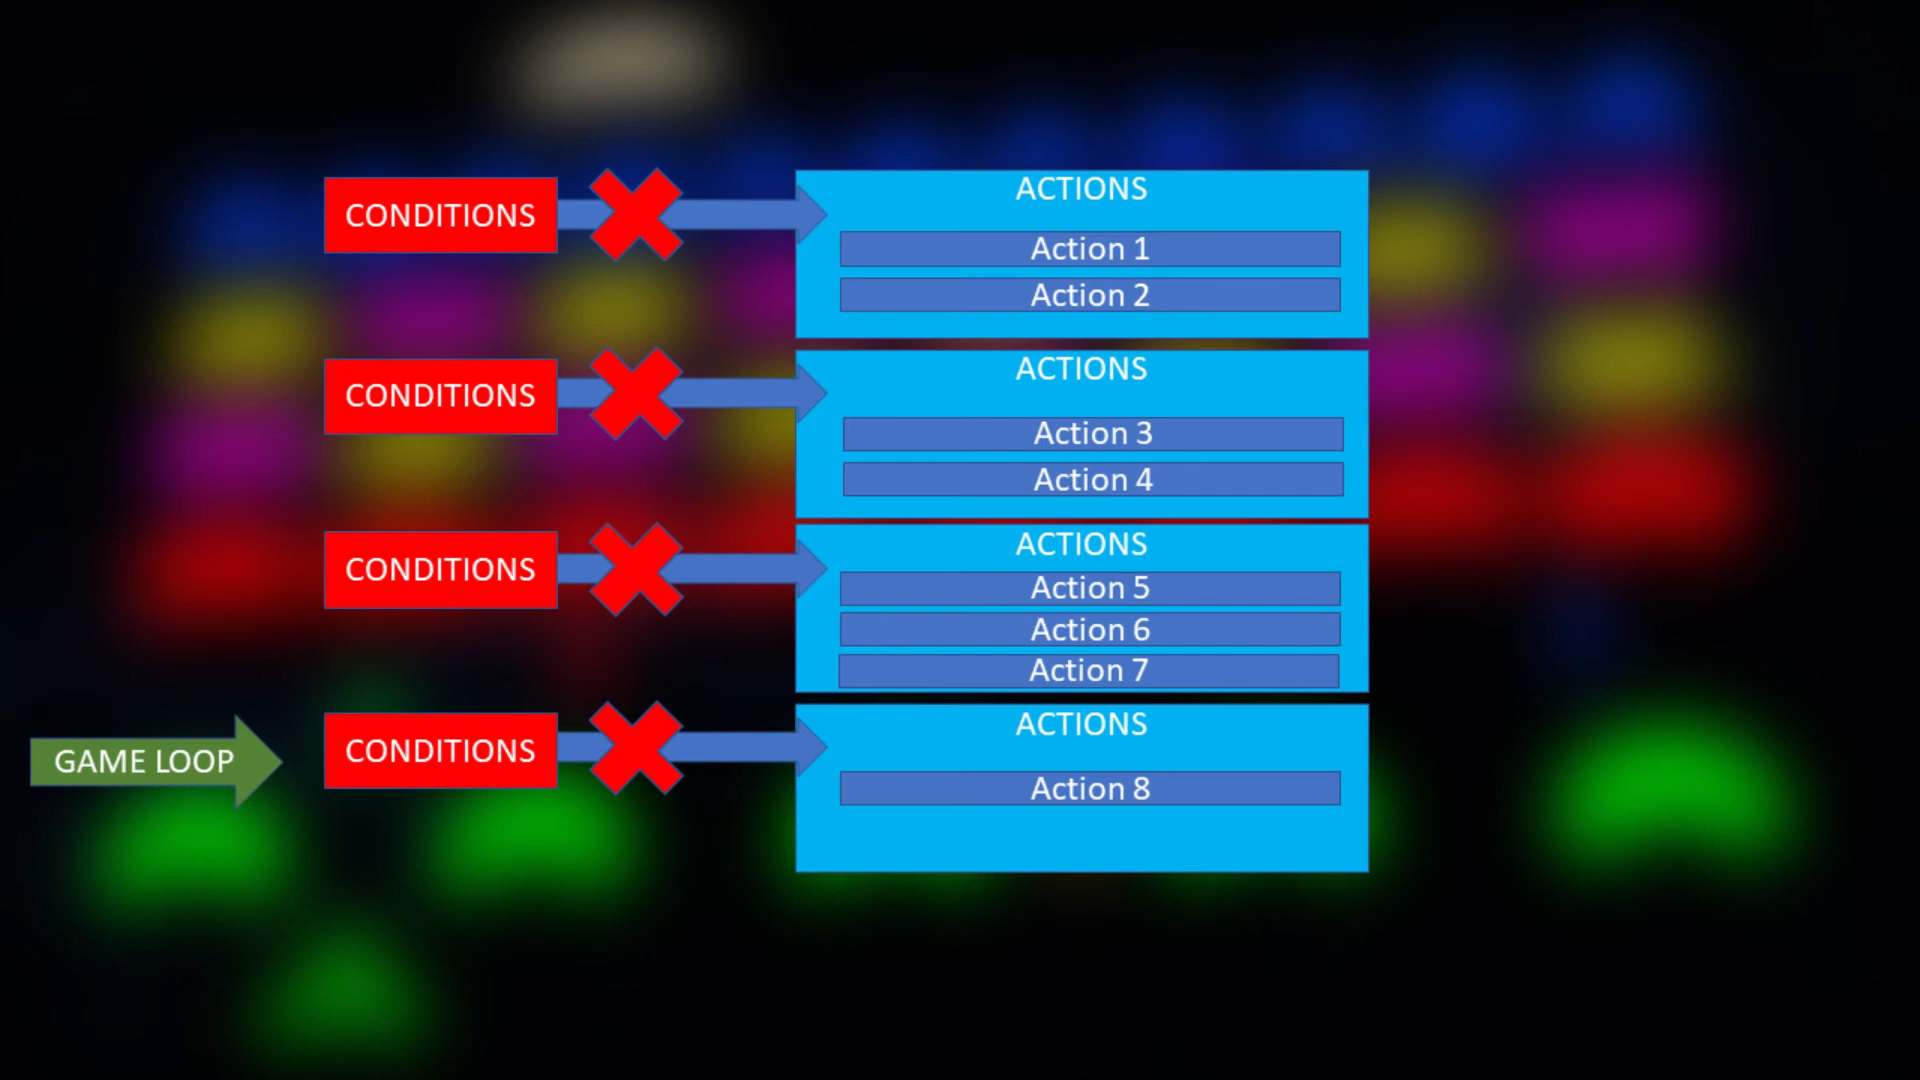 CONDITIONS
ACTIONS
Action 1
Action 2
CONDITIONS
ACTIONS
Action 3
Action 4
CONDITIONS
ACTIONS
Action 5
Action 6
Action 7
GAME LOOP
CONDITIONS
ACTIONS
Action 8